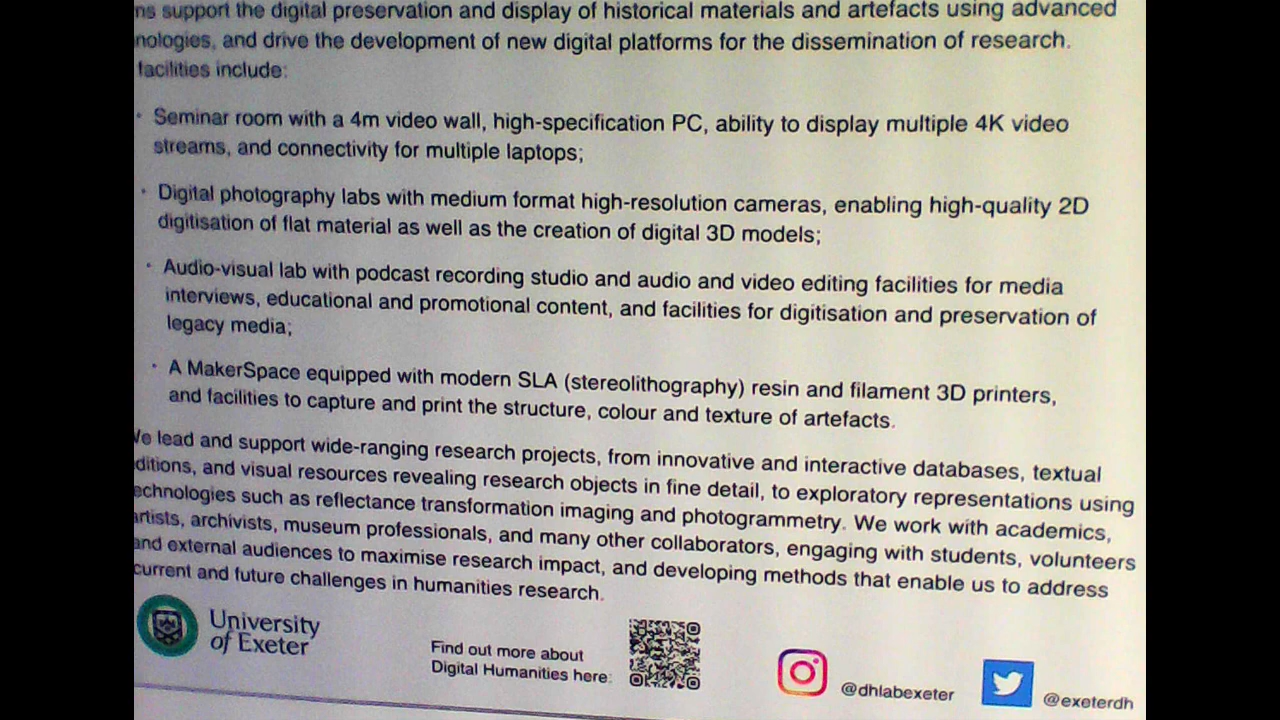 ns support the digital preservation and display of historical materials and artefacts using advanced
nologies, and drive the development of new digital platforms for the dissemination of research.
facilities include:
• Seminar room with a 4m video wall, high-specification PC, ability to display multiple 4K video
streams, and connectivity for multiple laptops;
• Digital photography labs with medium format high-resolution cameras, enabling high-quality 2D
digitisation of flat material as well as the creation of digital 3D models;
• Audio-visual lab with podcast recording studio and audio and video editing facilities for media
interviews, educational and promotional content, and facilities for digitisation and preservation of
legacy media;
• A MakerSpace equipped with modern SLA (stereolithography) resin and filament 3D printers,
and facilities to capture and print the structure, colour and texture of artefacts.
We lead and support wide-ranging research projects, from innovative and interactive databases, textual
ditions, and visual resources revealing research objects in fine detail, to exploratory representations using
echnologies such as reflectance transformation imaging and photogrammetry. We work with academics,
artists, archivists, museum professionals, and many other collaborators, engaging with students, volunteers
and external audiences to maximise research impact, and developing methods that enable us to address
current and future challenges in humanities research.
University
of Exeter
Find out more about
Digital Humanities here:
@dhlabexeter
@exeterdh